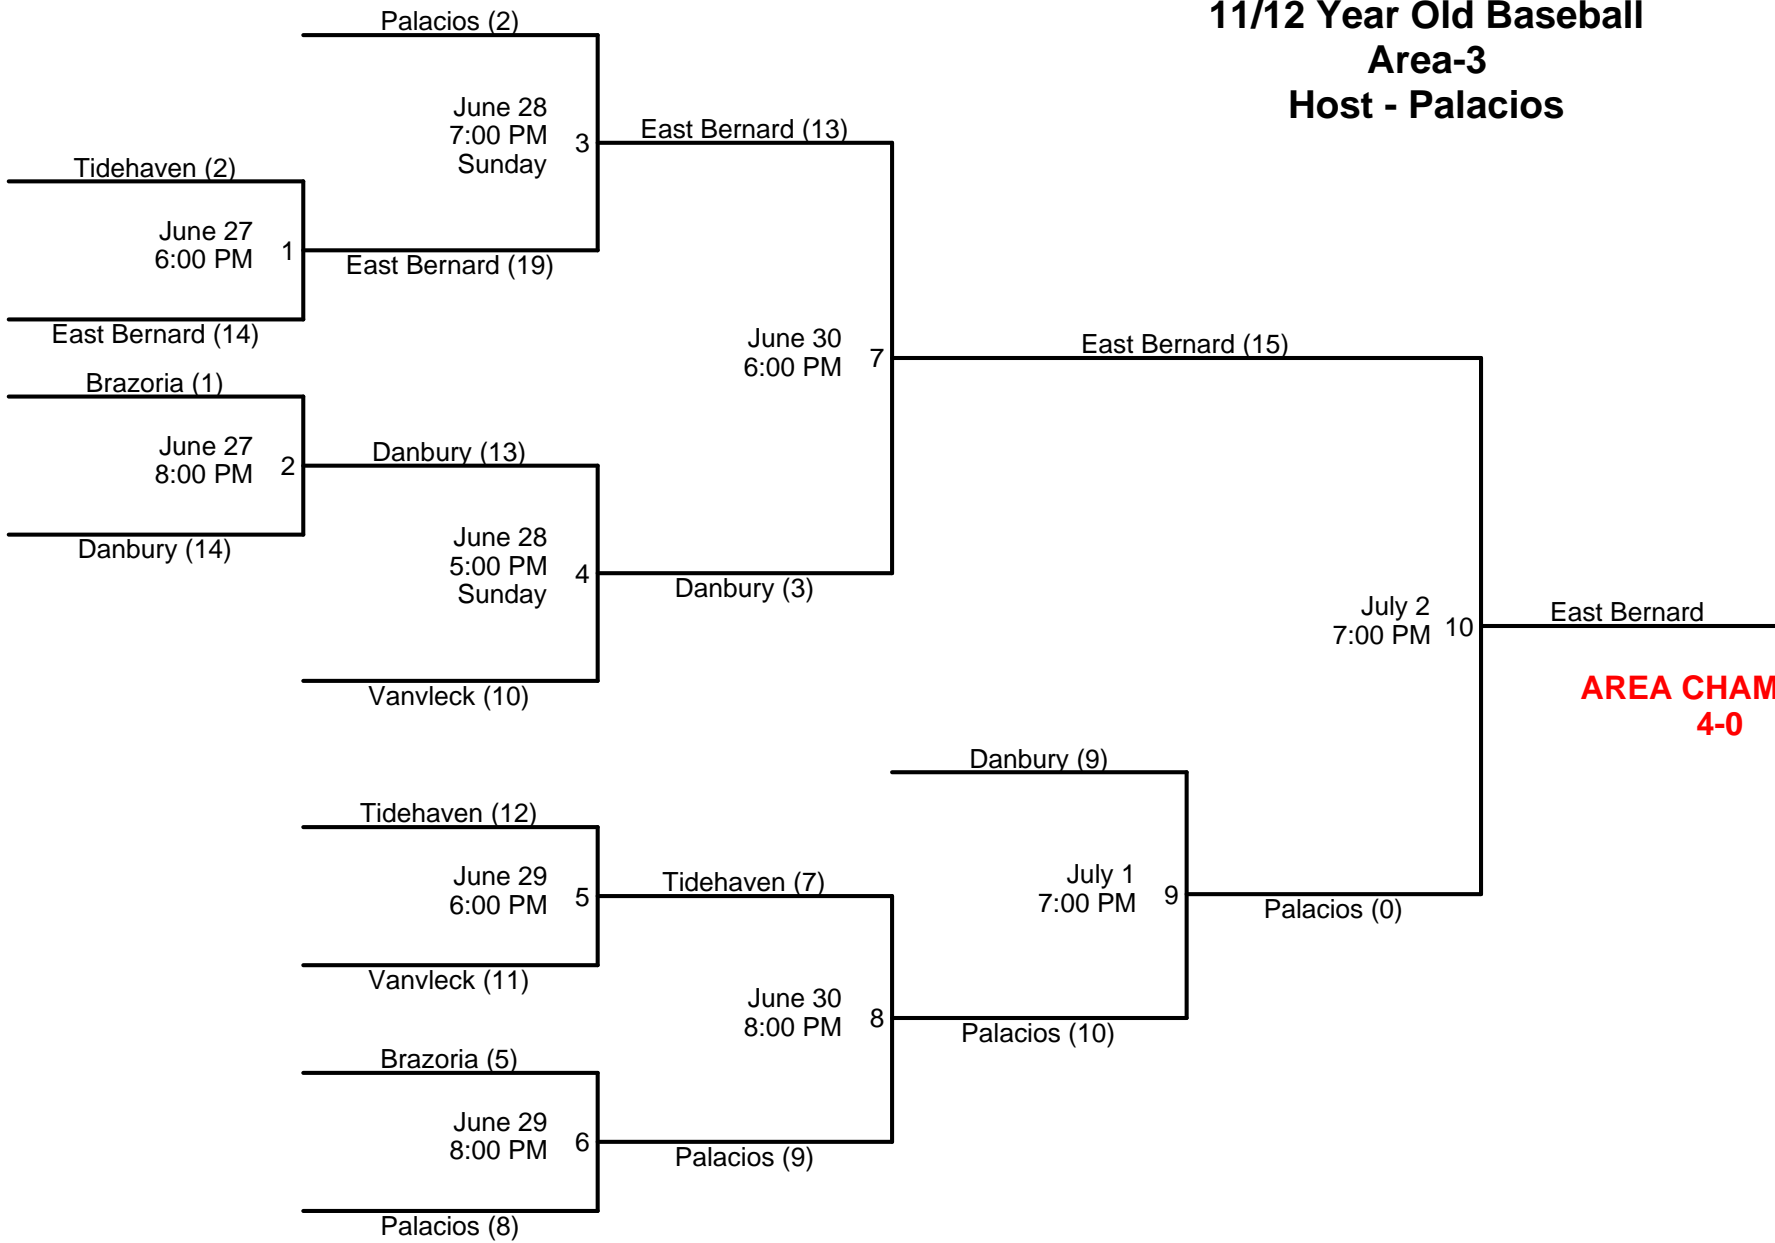 11/12 Year Old Baseball
Area-3
Host - Palacios
Palacios (2)
June 28
7:00 PM
Sunday
3
East Bernard (13)
Tidehaven (2)
June 27
6:00 PM
1
East Bernard (19)
East Bernard (14)
June 30
6:00 PM
7
East Bernard (15)
Brazoria (1)
June 27
8:00 PM
2
Danbury (13)
Danbury (14)
June 28
5:00 PM
Sunday
4
Danbury (3)
Vanvleck (10)
July 2
7:00 PM
10
East Bernard
AREA CHAM
4-0
Danbury (9)
Tidehaven (12)
June 29
6:00 PM
5
Tidehaven (7)
July 1
7:00 PM
9
Palacios (0)
Vanvleck (11)
June 30
8:00 PM
8
Palacios (10)
Brazoria (5)
June 29
8:00 PM
6
Palacios (9)
Palacios (8)